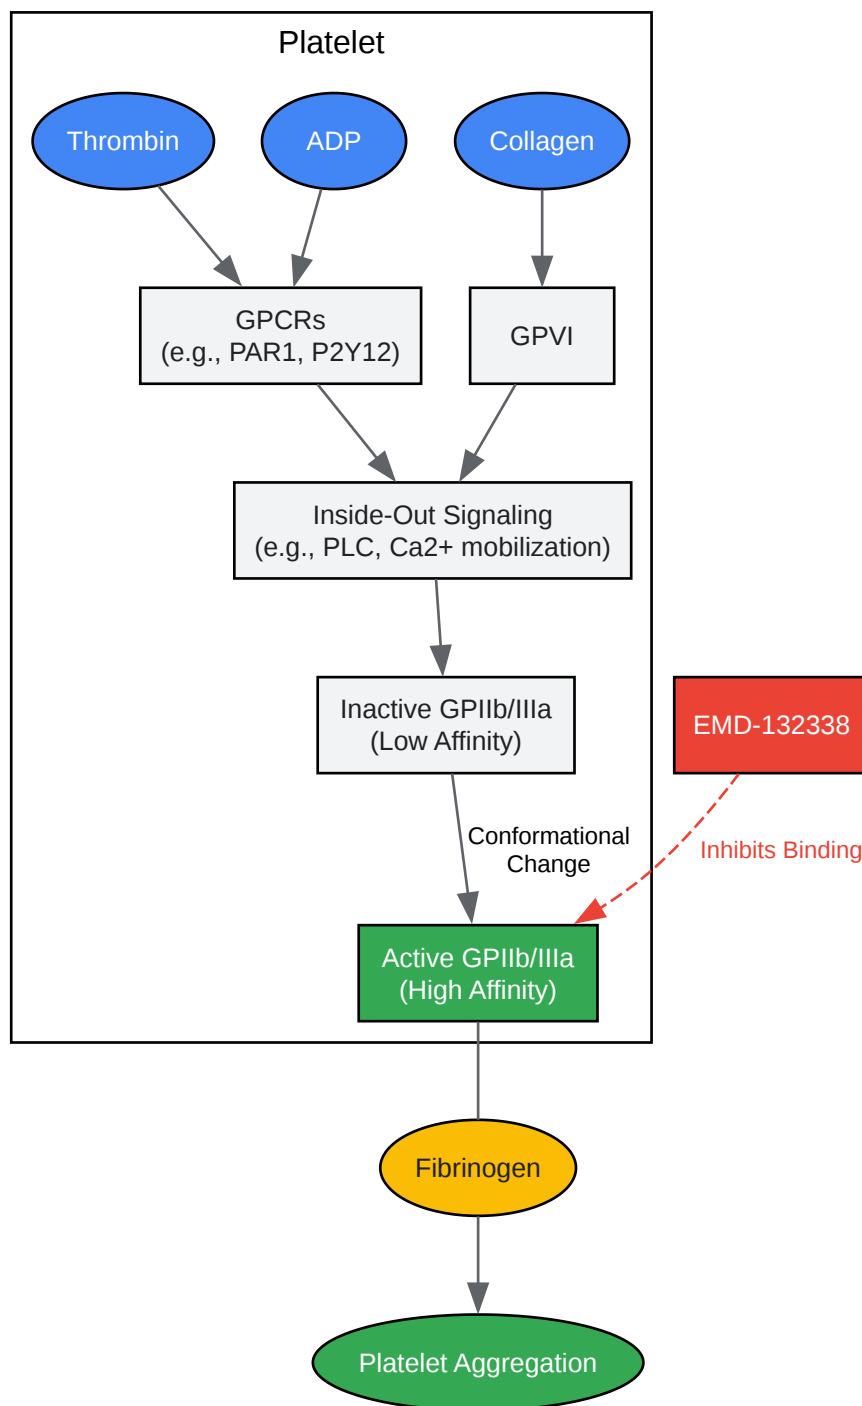 Platelet
Thrombin
ADP
Collagen
GPCRs
(e.g., PAR1, P2Y12)
GPVI
Inside-Out Signaling
(e.g., PLC, Ca2+ mobilization)
Inactive GPIIb/IIIa
(Low Affinity)
EMD-132338
Conformational
Change
Inhibits Binding
Active GPIIb/IIIa
(High Affinity)
Fibrinogen
Platelet Aggregation